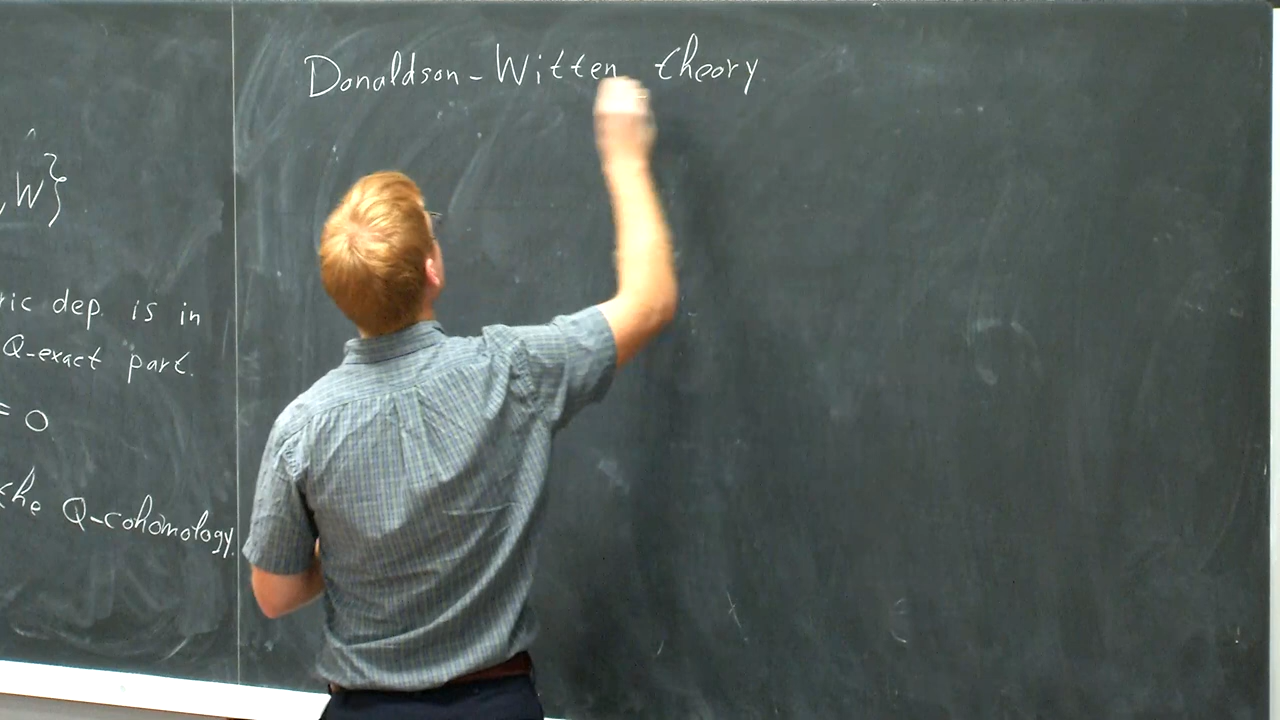 , W}
ric dep. is in
Q-exact part.
= 0
the Q-cohomology.
Donaldson-Witten theory